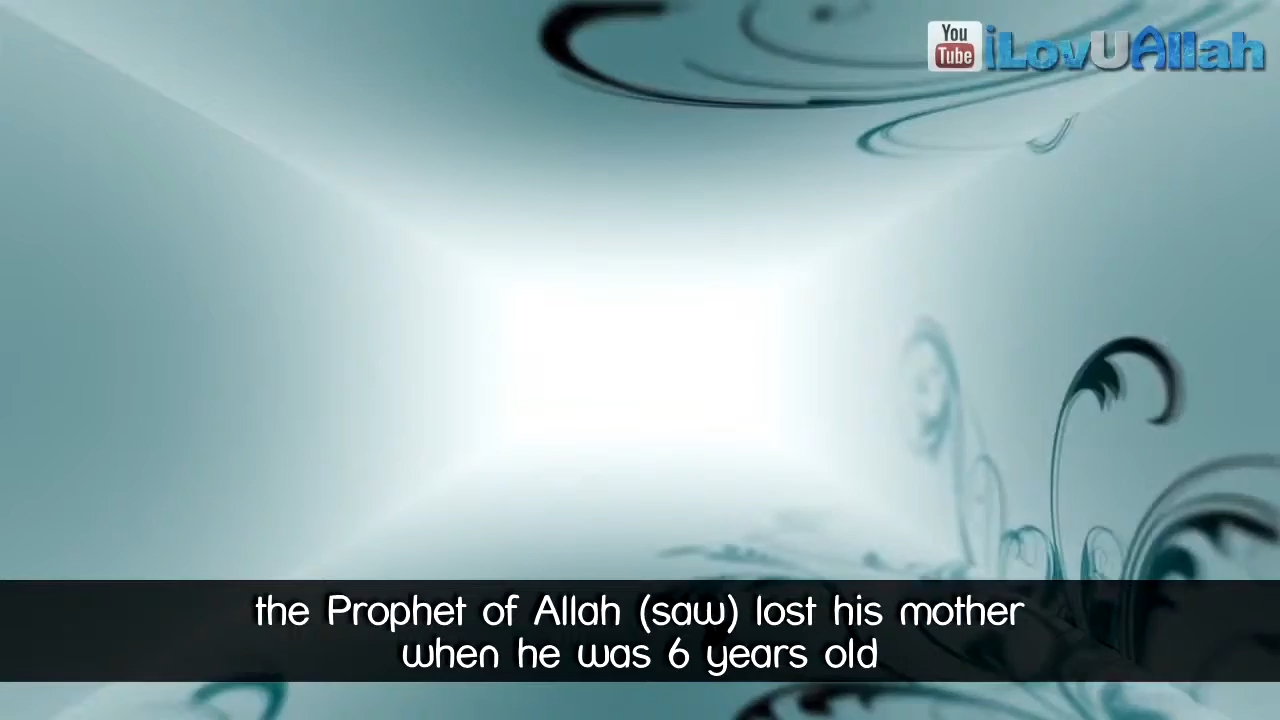 You
Tube
iLovUAllah
the Prophet of Allah (saw) lost his mother
when he was 6 years old